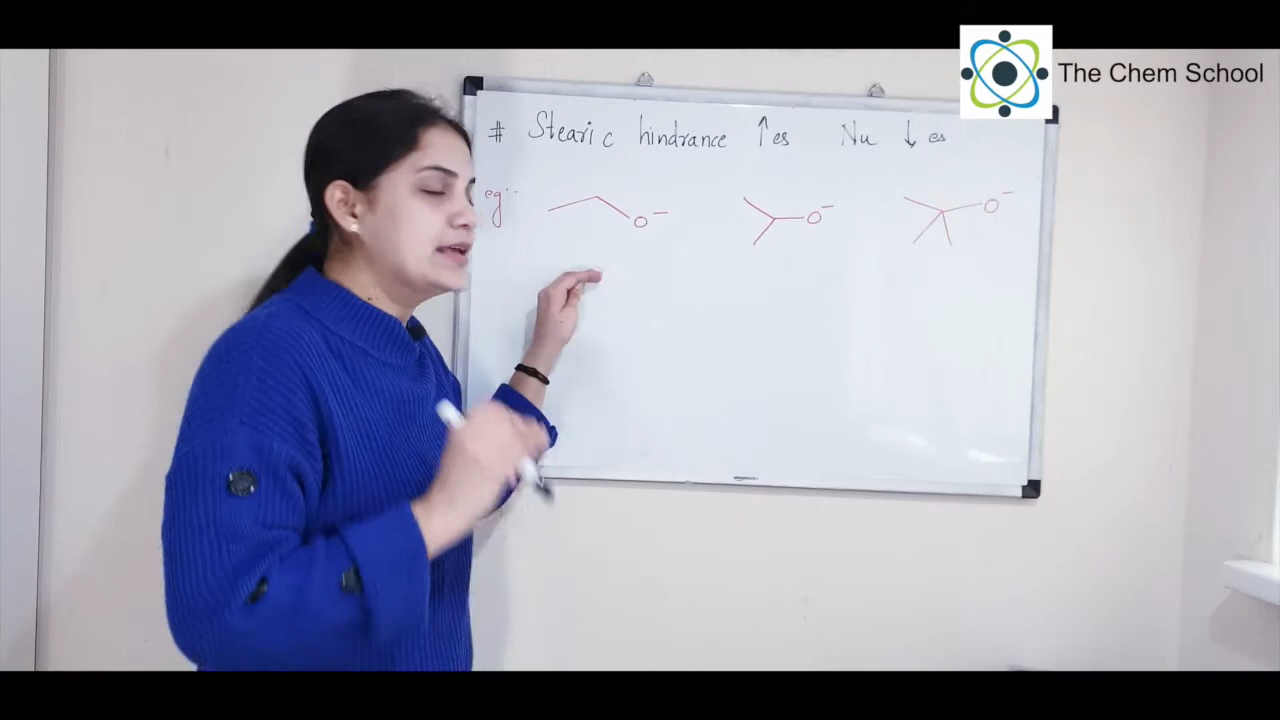 The Chem School
# Stearic hindrance ↑es Nu ↓es
eg:-
O⁻ O⁻ O⁻